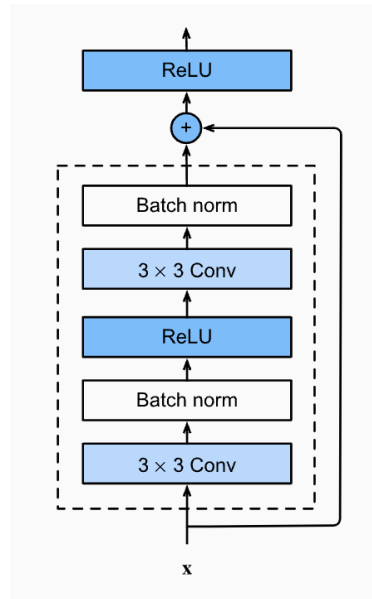 ReLU
+
Batch norm
3 × 3 Conv
ReLU
Batch norm
3 × 3 Conv
x